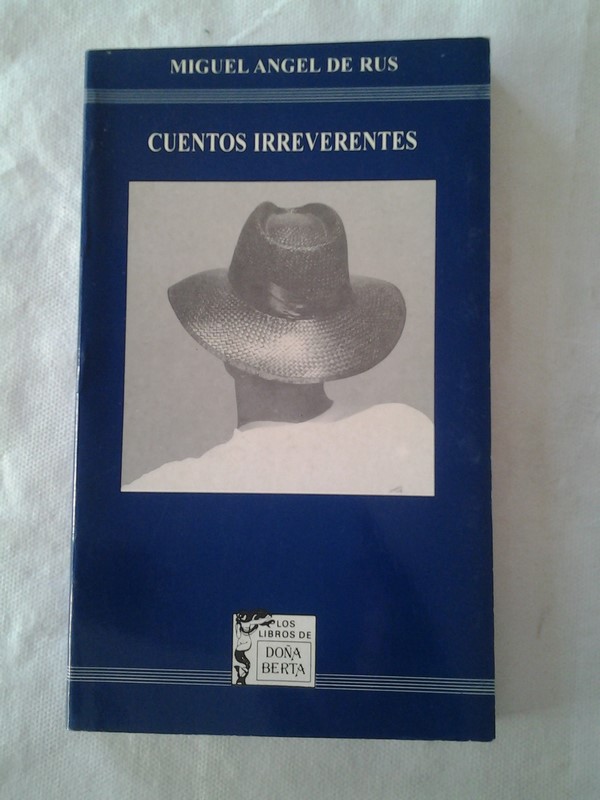 MIGUEL ANGEL DE RUS
CUENTOS IRREVERENTES
LOS
LIBROS DE
DOÑA
BERTA